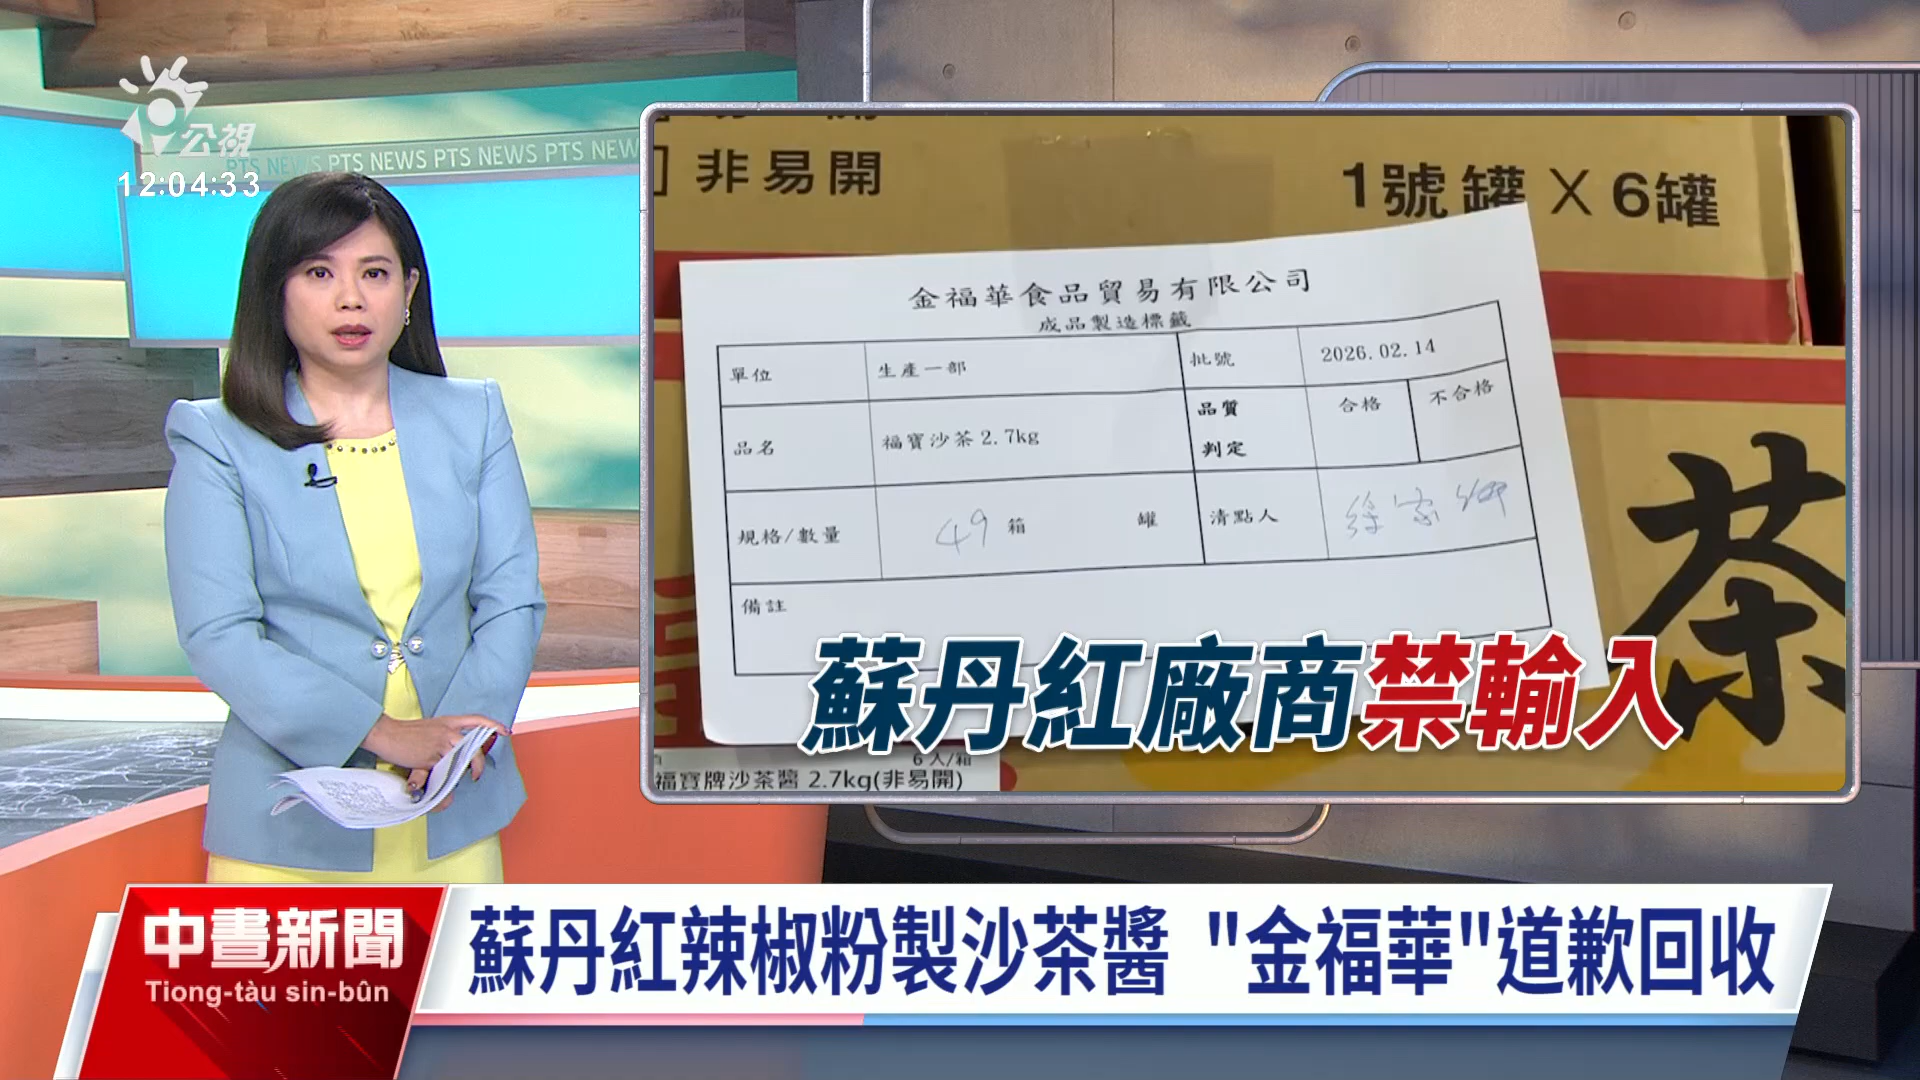 公視
PTS NEWS PTS NEWS PTS NEWS PTS NEW
12:04:33
非易開
1號罐 X 6罐
金福華食品貿易有限公司
成品製造標籤
單位 生產一部 批號 2026.02.14
品名 福寶沙茶2.7kg 品質判定 合格 不合格
規格/數量 49 箱 罐 清點人
備註
茶
蘇丹紅廠商禁輸入
6入/箱
福寶牌沙茶醬 2.7kg(非易開)
中晝新聞
Tiong-tàu sin-bûn
蘇丹紅辣椒粉製沙茶醬 "金福華"道歉回收